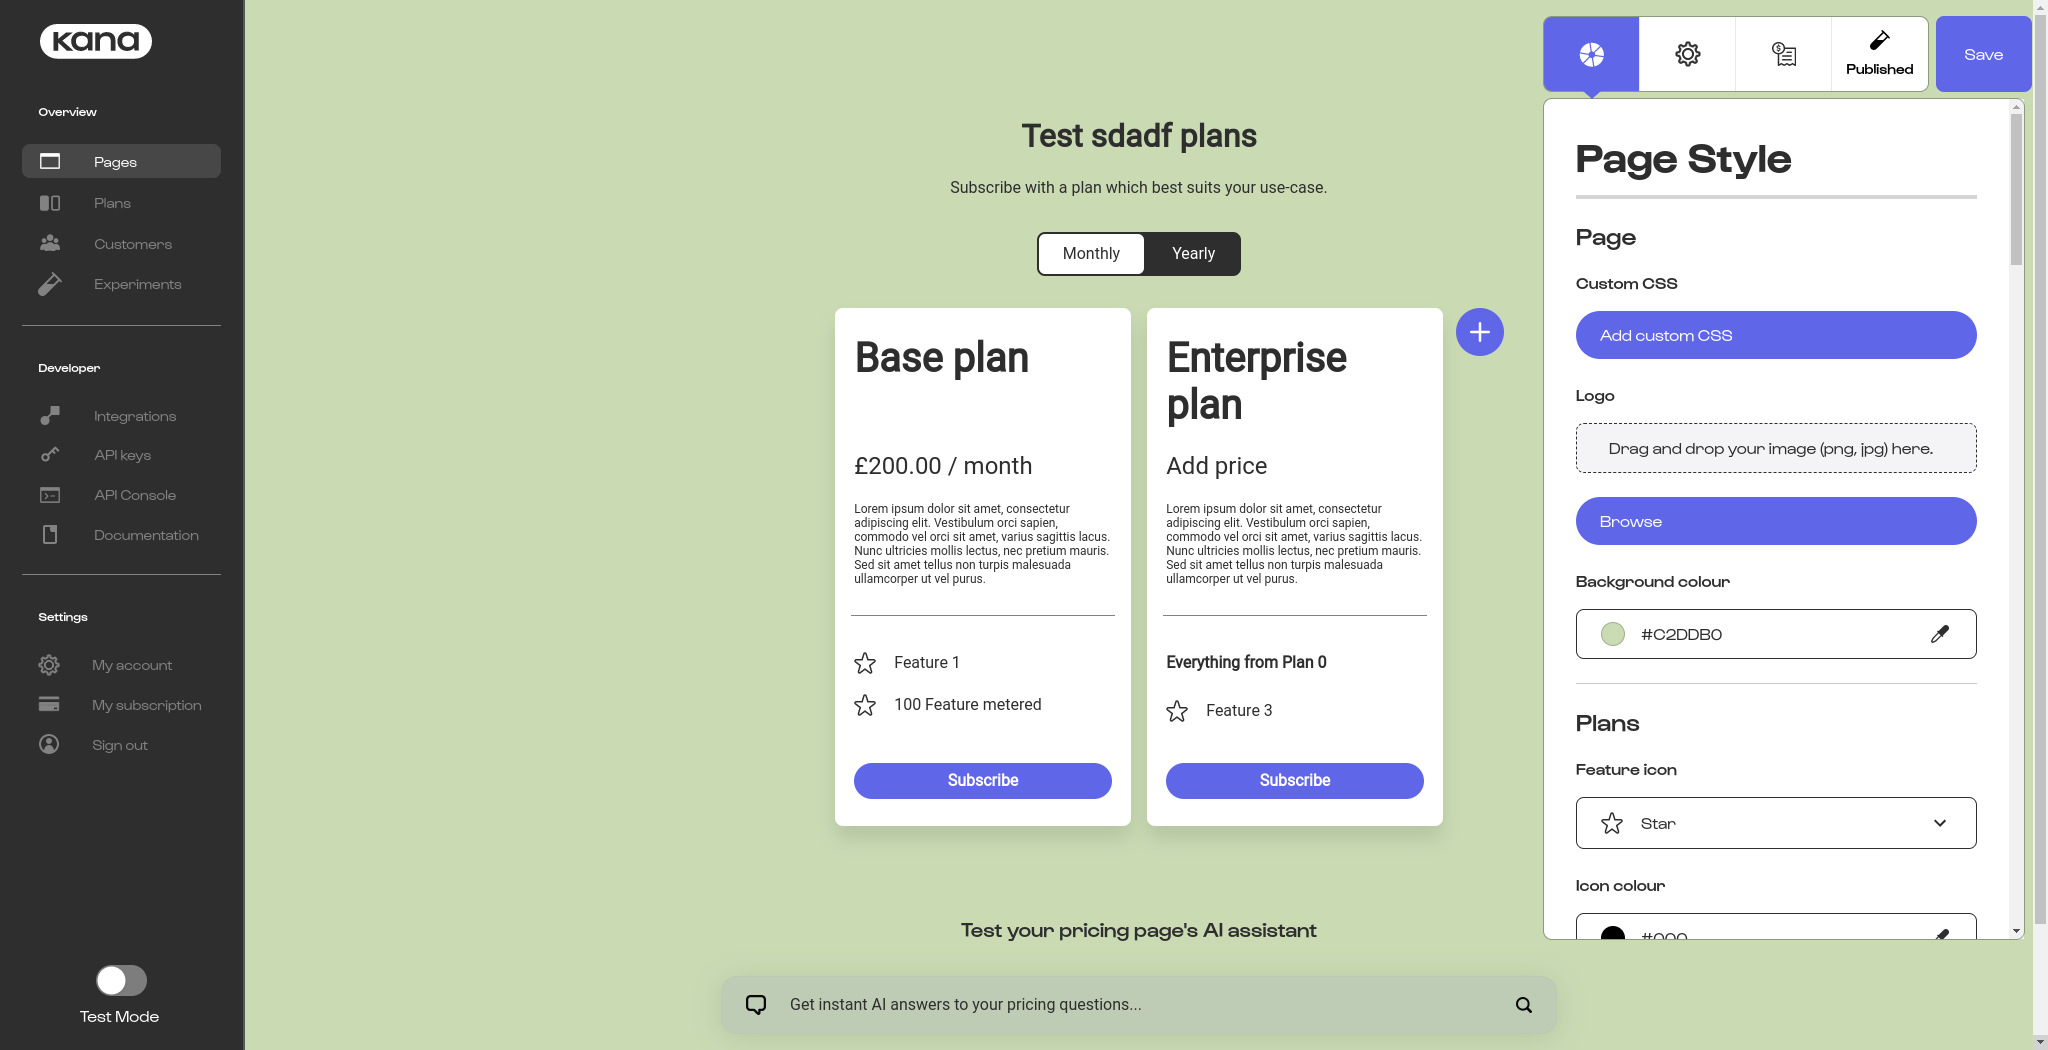 kana
Overview
Pages
Plans
Customers
Experiments
Developer
Integrations
API keys
API Console
Documentation
Settings
My account
My subscription
Sign out
Test Mode
Test sdadf plans
Subscribe with a plan which best suits your use-case.
Monthly
Yearly
Base plan
£200.00 / month
Lorem ipsum dolor sit amet, consectetur
adipiscing elit. Vestibulum orci sapien,
commodo vel orci sit amet, varius sagittis lacus.
Nunc ultricies mollis lectus, nec pretium mauris.
Sed sit amet tellus non turpis malesuada
ullamcorper ut vel purus.
Feature 1
100 Feature metered
Subscribe
Enterprise
plan
Add price
Lorem ipsum dolor sit amet, consectetur
adipiscing elit. Vestibulum orci sapien,
commodo vel orci sit amet, varius sagittis lacus.
Nunc ultricies mollis lectus, nec pretium mauris.
Sed sit amet tellus non turpis malesuada
ullamcorper ut vel purus.
Everything from Plan 0
Feature 3
Subscribe
Test your pricing page's AI assistant
Get instant AI answers to your pricing questions...
Published
Save
Page Style
Page
Custom CSS
Add custom CSS
Logo
Drag and drop your image (png, jpg) here.
Browse
Background colour
#C2DDB0
Plans
Feature icon
Star
Icon colour
#000